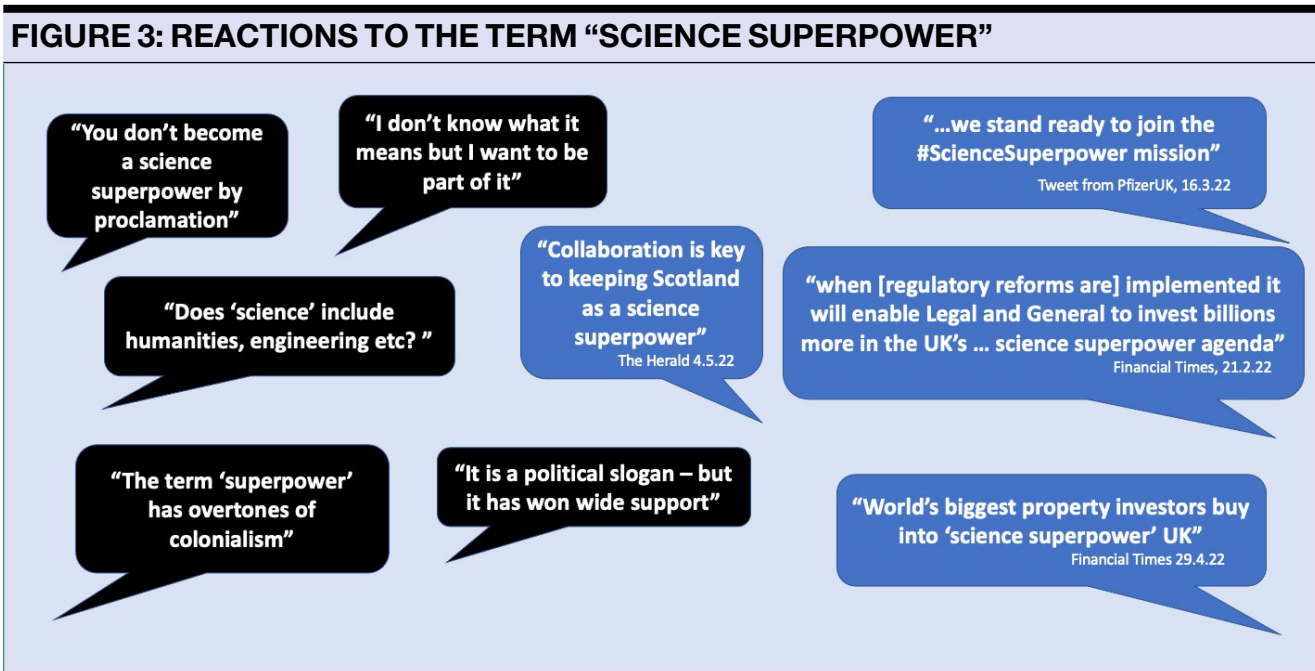 FIGURE 3: REACTIONS TO THE TERM “SCIENCE SUPERPOWER”
“You don’t become
a science
superpower by
proclamation”
“I don’t know what it
means but I want to be
part of it”
“...we stand ready to join the
#ScienceSuperpower mission”
Tweet from PfizerUK, 16.3.22
“Does ‘science’ include
humanities, engineering etc? ”
“Collaboration is key
to keeping Scotland
as a science
superpower”
The Herald 4.5.22
“when [regulatory reforms are] implemented it
will enable Legal and General to invest billions
more in the UK’s ... science superpower agenda”
Financial Times, 21.2.22
“The term ‘superpower’
has overtones of
colonialism”
“It is a political slogan – but
it has won wide support”
“World’s biggest property investors buy
into ‘science superpower’ UK”
Financial Times 29.4.22